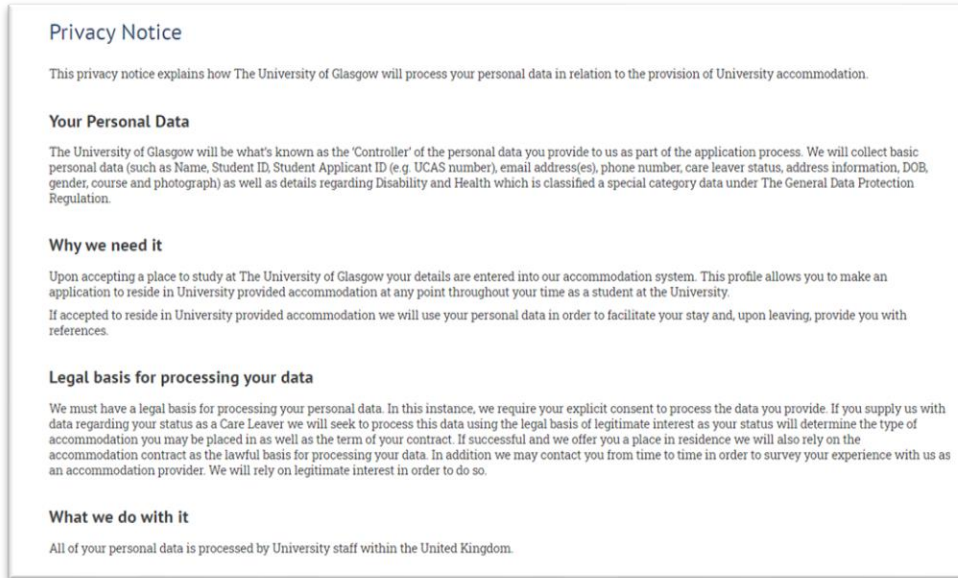 Privacy Notice
This privacy notice explains how The University of Glasgow will process your personal data in relation to the provision of University accommodation.
Your Personal Data
The University of Glasgow will be what's known as the 'Controller' of the personal data you provide to us as part of the application process. We will collect basic
personal data (such as Name, Student ID, Student Applicant ID (e.g. UCAS number), email address(es), phone number, care leaver status, address information, DOB,
gender, course and photograph) as well as details regarding Disability and Health which is classified a special category data under The General Data Protection
Regulation.
Why we need it
Upon accepting a place to study at The University of Glasgow your details are entered into our accommodation system. This profile allows you to make an
application to reside in University provided accommodation at any point throughout your time as a student at the University.
If accepted to reside in University provided accommodation we will use your personal data in order to facilitate your stay and, upon leaving, provide you with
references.
Legal basis for processing your data
We must have a legal basis for processing your personal data. In this instance, we require your explicit consent to process the data you provide. If you supply us with
data regarding your status as a Care Leaver we will seek to process this data using the legal basis of legitimate interest as your status will determine the type of
accommodation you may be placed in as well as the term of your contract. If successful and we offer you a place in residence we will also rely on the
accommodation contract as the lawful basis for processing your data. In addition we may contact you from time to time in order to survey your experience with us as
an accommodation provider. We will rely on legitimate interest in order to do so.
What we do with it
All of your personal data is processed by University staff within the United Kingdom.